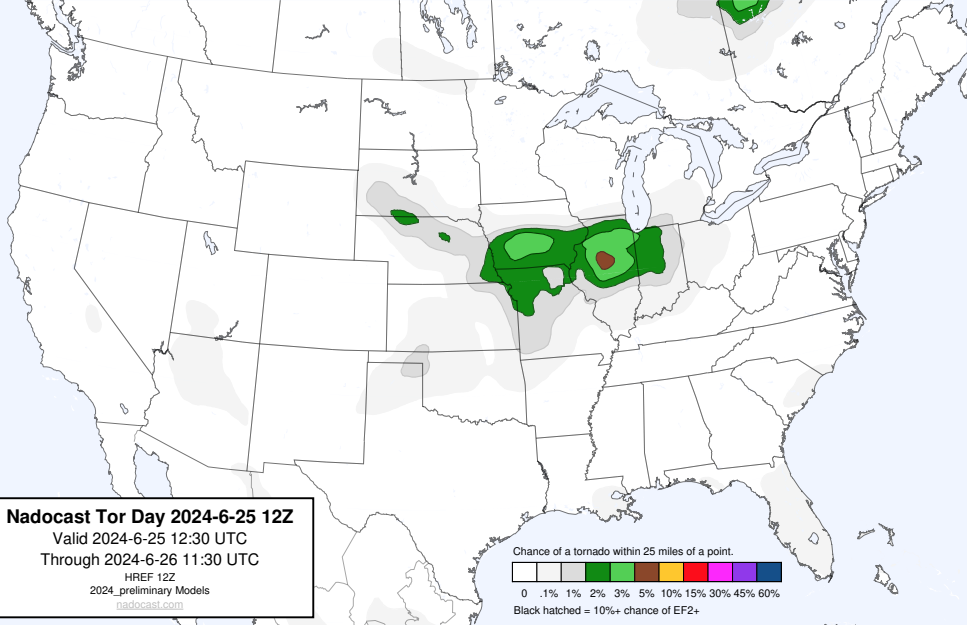 Nadocast Tor Day 2024-6-25 12Z
Valid 2024-6-25 12:30 UTC
Through 2024-6-26 11:30 UTC
HREF 12Z
2024_preliminary Models
nadocast.com
Chance of a tornado within 25 miles of a point.
0 .1% 1% 2% 3% 5% 10% 15% 30% 45% 60%
Black hatched = 10%+ chance of EF2+